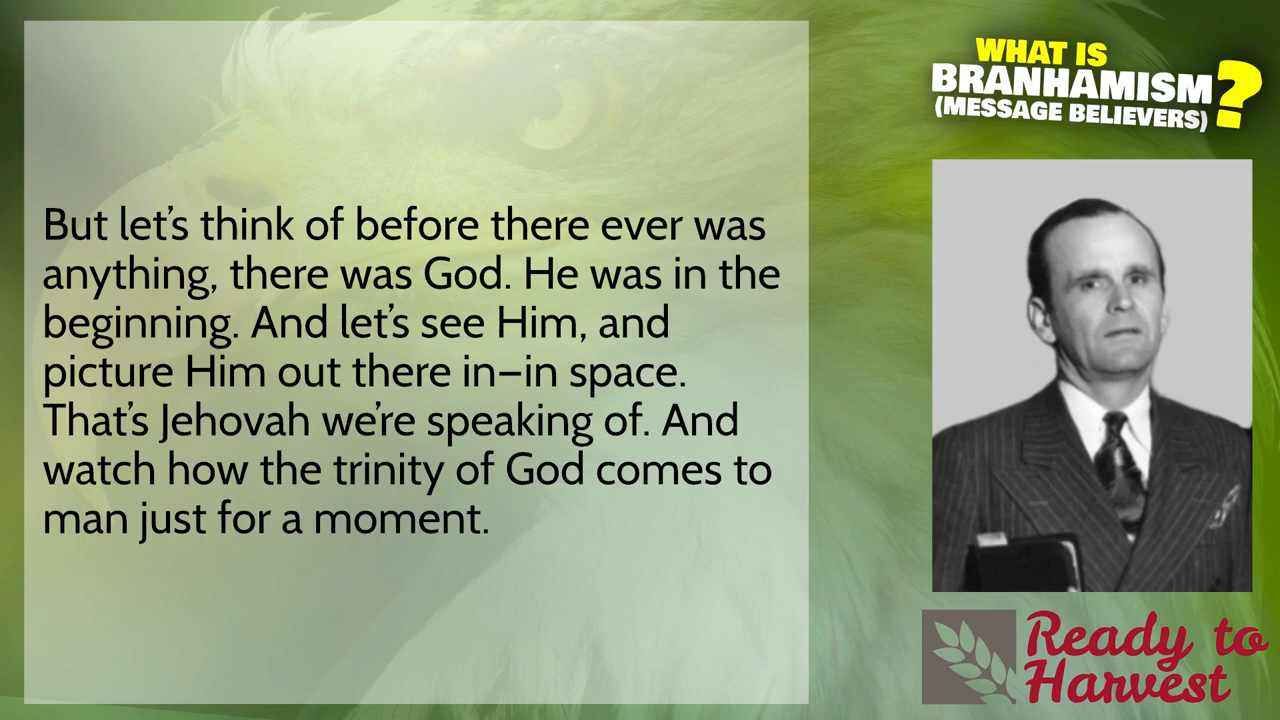 But let's think of before there ever was
anything, there was God. He was in the
beginning. And let's see Him, and
picture Him out there in–in space.
That's Jehovah we're speaking of. And
watch how the trinity of God comes to
man just for a moment.
WHAT IS
BRANHAMISM?
(MESSAGE BELIEVERS)
Ready to
Harvest